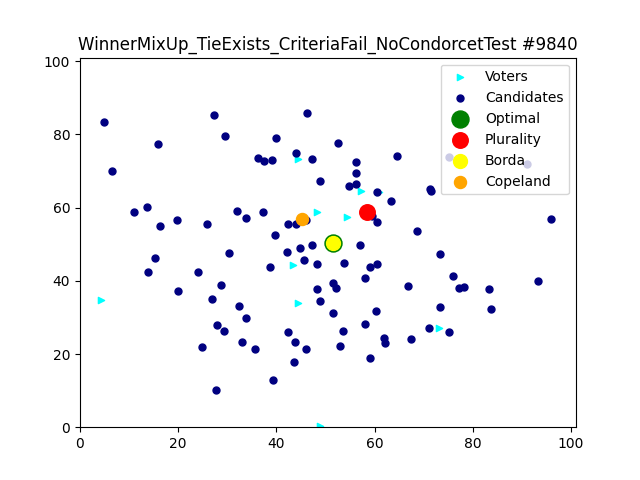 WinnerMixUp_TieExists_CriteriaFail_NoCondorcetTest #9840
100
80
60
40
20
0
0 20 40 60 80 100
Voters
Candidates
Optimal
Plurality
Borda
Copeland